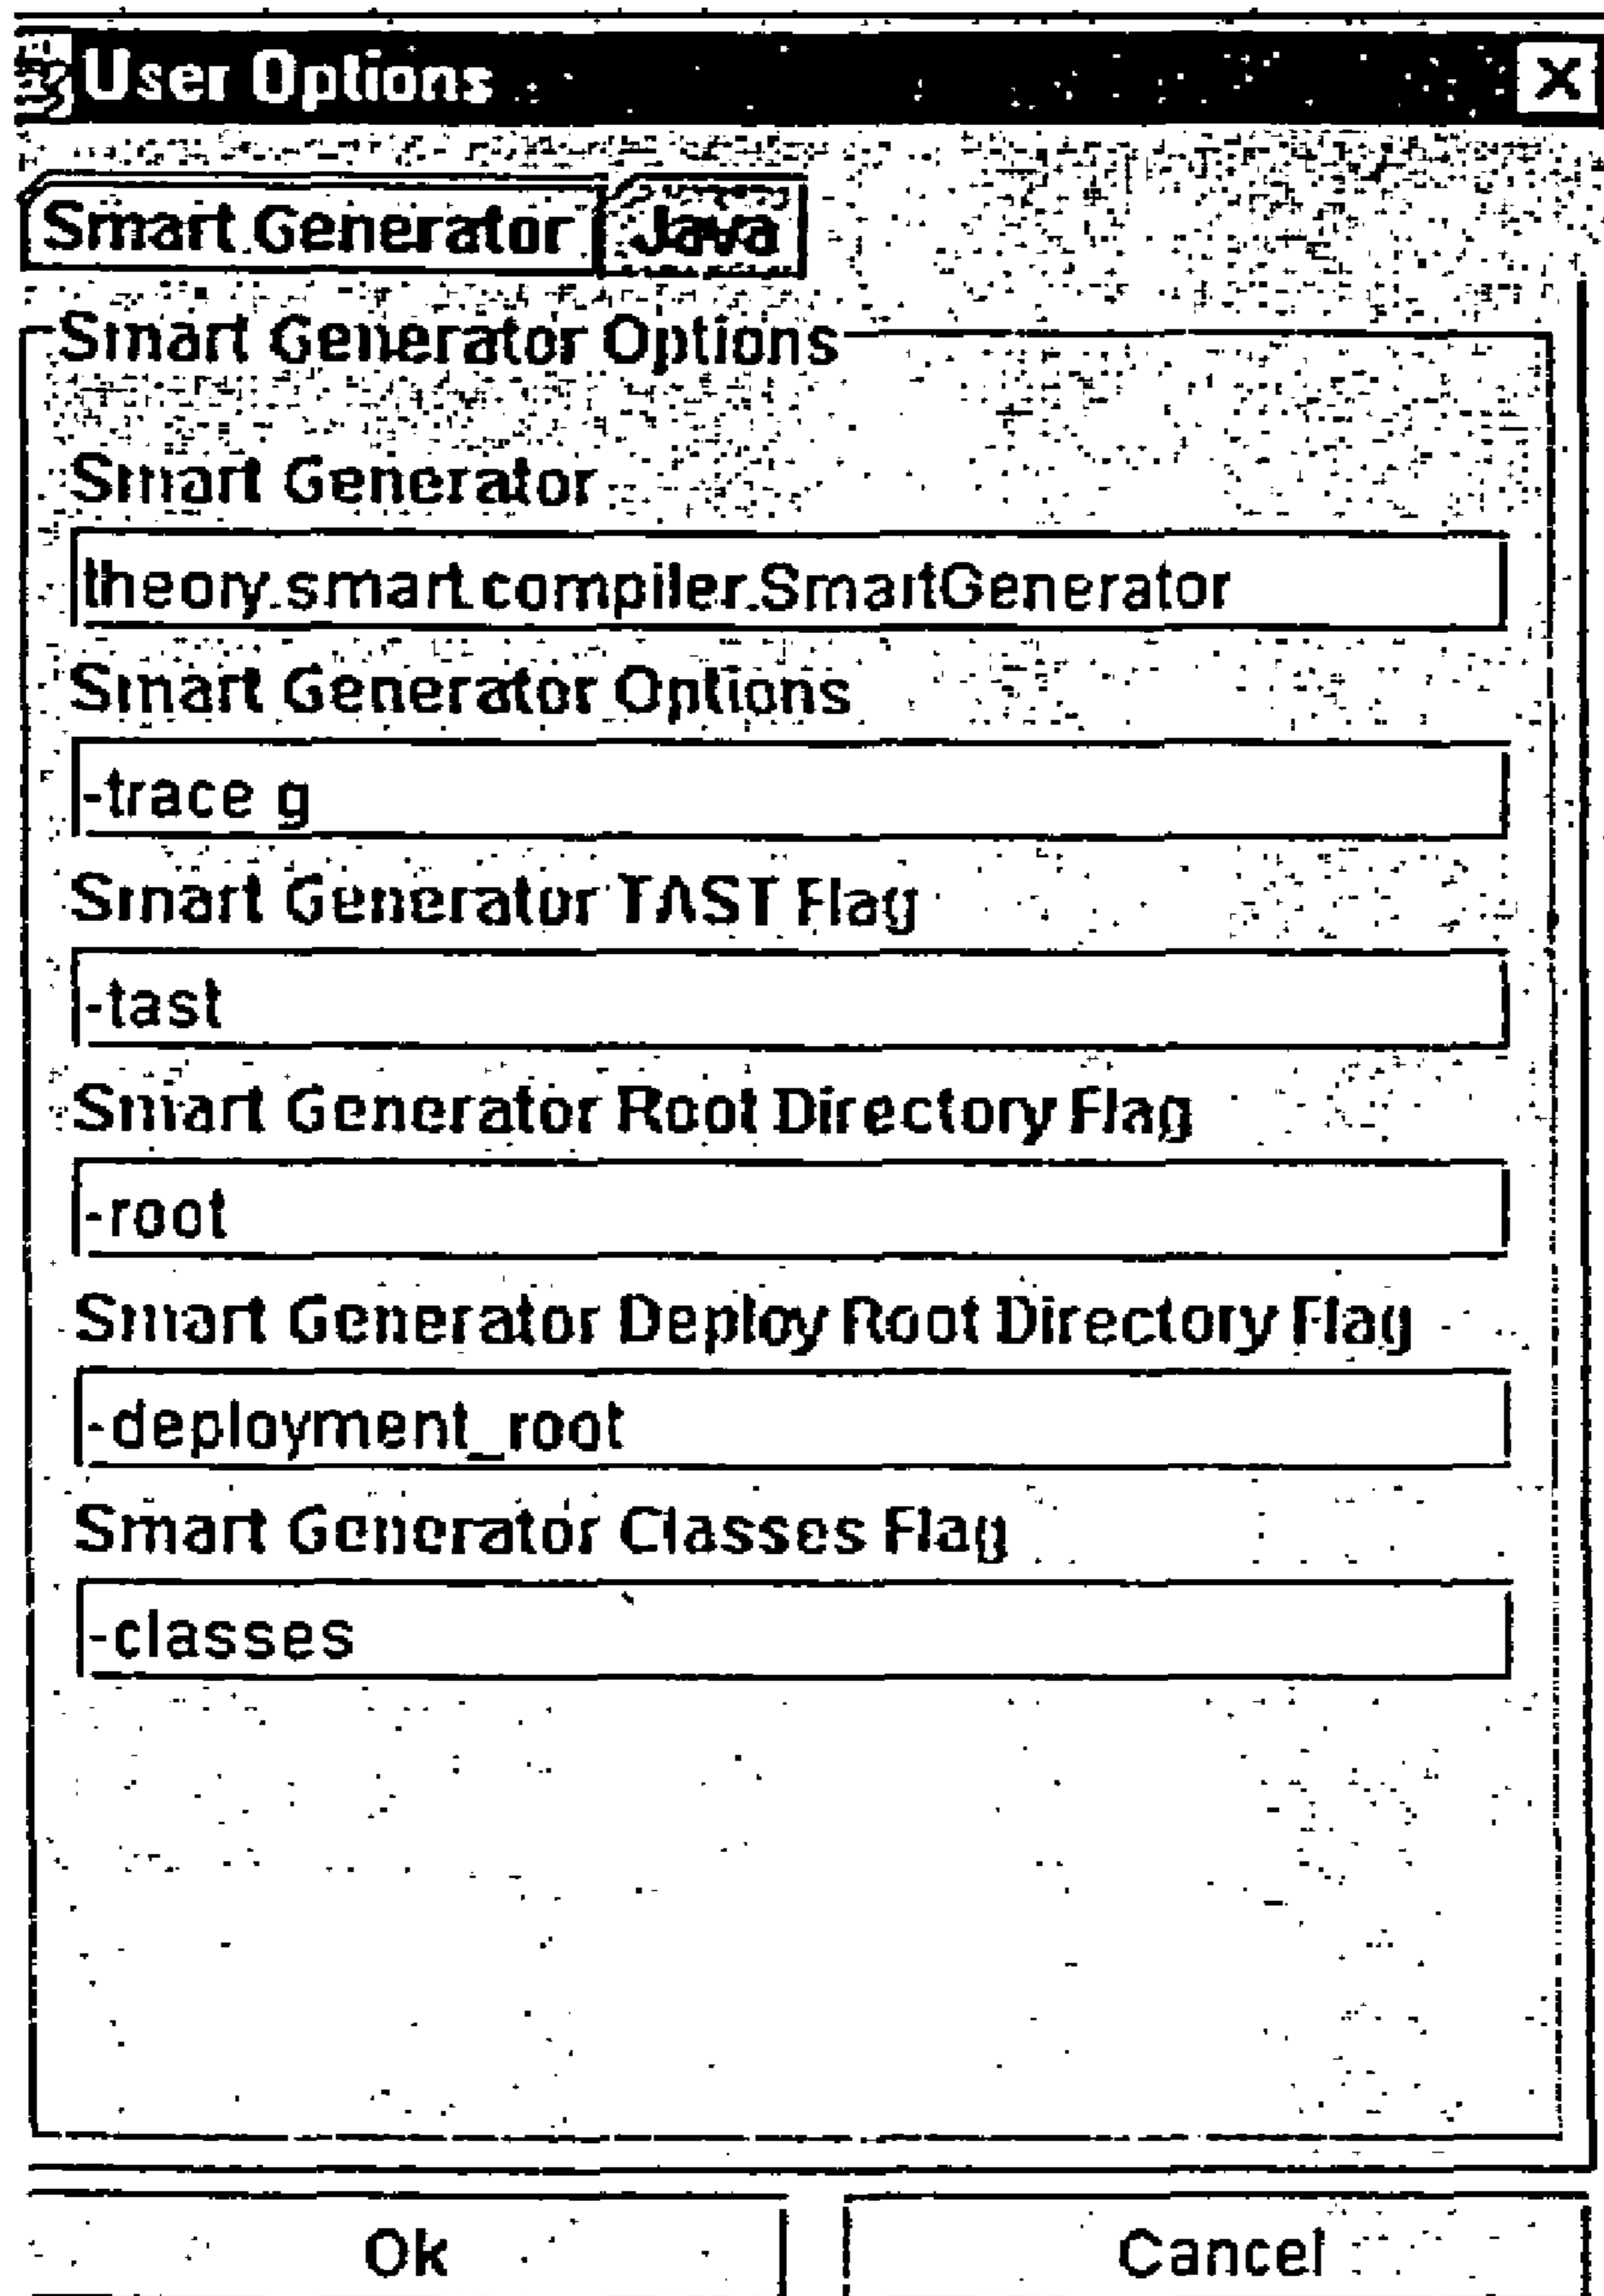 User Options
Smart Generator Java
Smart Generator Options
Smart Generator
theory.smart.compiler.SmartGenerator
Smart Generator Options
-trace g
Smart Generator TAST Flag
-tast
Smart Generator Root Directory Flag
-root
Smart Generator Deploy Root Directory Flag
-deployment_root
Smart Generator Classes Flag
-classes
Ok Cancel